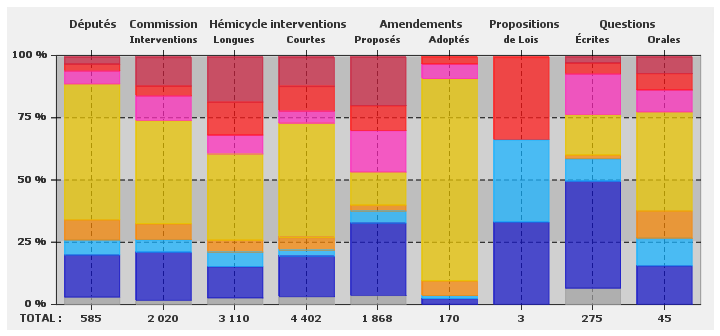 Députés Commission Hémicycle interventions Amendements Propositions Questions
Interventions Longues Courtes Proposés Adoptés de Lois Écrites Orales
100 %
75 %
50 %
25 %
0 %
TOTAL : 585 2 020 3 110 4 402 1 868 170 3 275 45